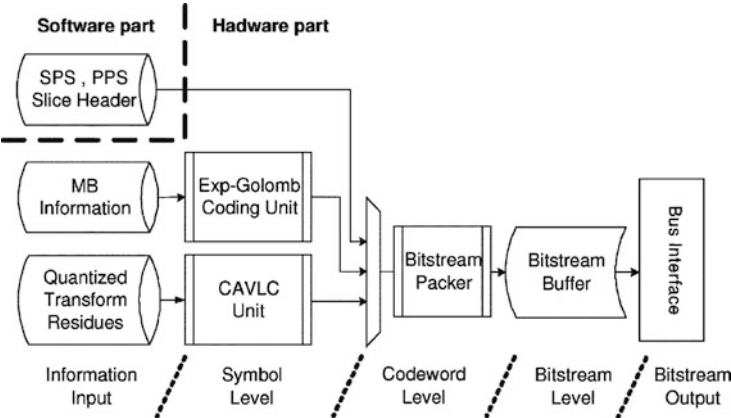 Software part
Hadware part
SPS , PPS
Slice Header
MB
Information
Exp-Golomb
Coding Unit
Quantized
Transform
Residues
CAVLC
Unit
Bitstream
Packer
Bitstream
Buffer
Bus Interface
Information
Input
Symbol
Level
Codeword
Level
Bitstream
Level
Bitstream
Output